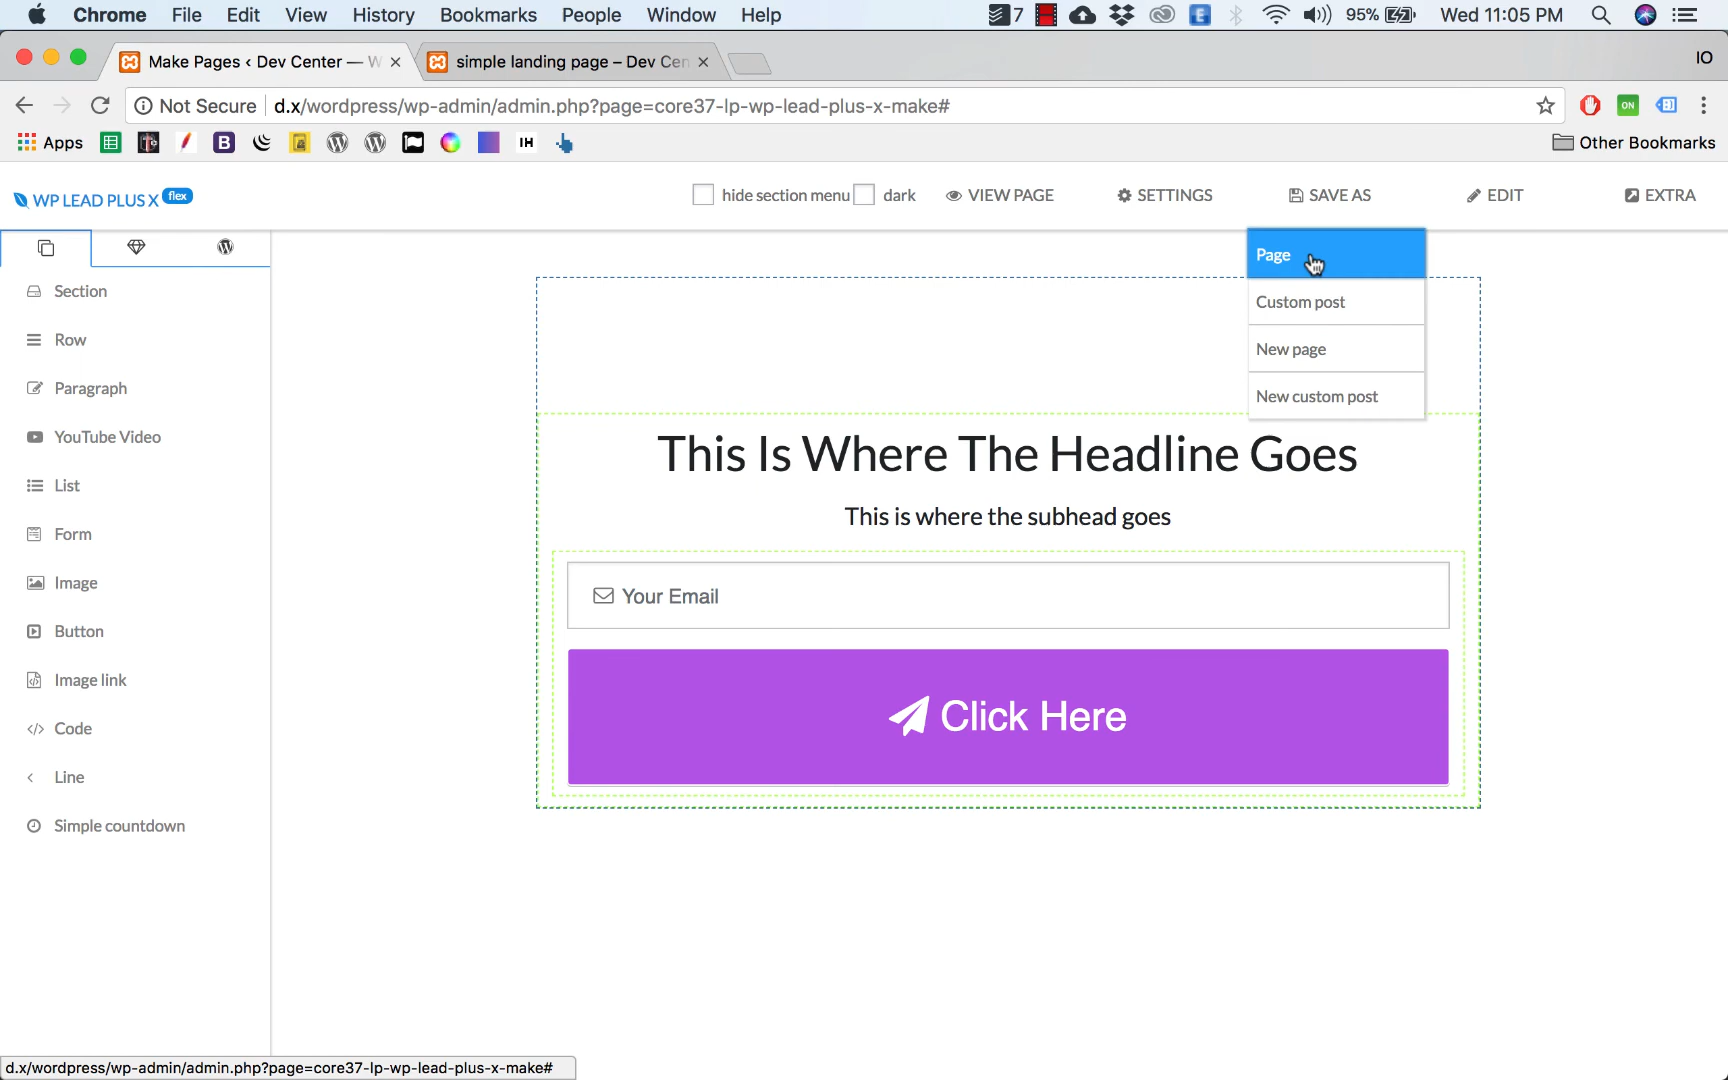 Chrome File Edit View History Bookmarks People Window Help 7 E 95% Wed 11:05 PM
Make Pages ‹ Dev Center — W simple landing page – Dev Cen IO
Not Secure d.x/wordpress/wp-admin/admin.php?page=core37-lp-wp-lead-plus-x-make# ON
Apps B IH Other Bookmarks
WP LEAD PLUS X flex hide section menu dark VIEW PAGE SETTINGS SAVE AS EDIT EXTRA
Page
Custom post
New page
New custom post
Section
Row
Paragraph
YouTube Video
List
Form
Image
Button
Image link
Code
Line
Simple countdown
This Is Where The Headline Goes
This is where the subhead goes
Your Email
Click Here
d.x/wordpress/wp-admin/admin.php?page=core37-lp-wp-lead-plus-x-make#